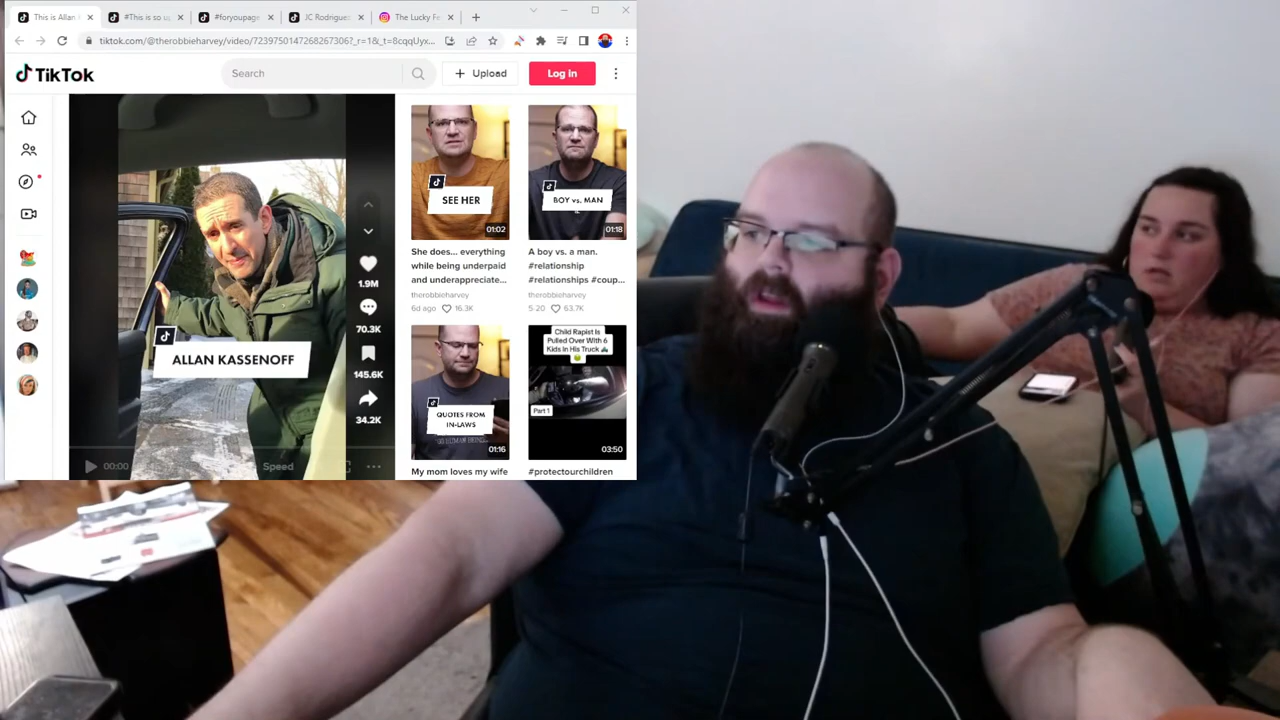 This is Allan
#This is so u
#foryoupage
JC Rodrigue
The Lucky Fe
tiktok.com/@therobbieharvey/video/7239750147268267306?_r=1&_t=8cqqUyx...
TikTok
Search
Upload
Log in
ALLAN KASSENOFF
1.9M
70.3K
145.6K
34.2K
00:00
Speed
SEE HER
01:02
She does... everything
while being underpaid
and underappreciate...
therobbieharvey
6d ago
16.3K
BOY vs. MAN
01:18
A boy vs. a man.
#relationship
#relationships #coup...
therobbieharvey
5-20
63.7K
QUOTES FROM
IN-LAWS
01:16
My mom loves my wife
Child Rapist Is
Pulled Over With 6
Kids In His Truck
Part 1
03:50
#protectourchildren